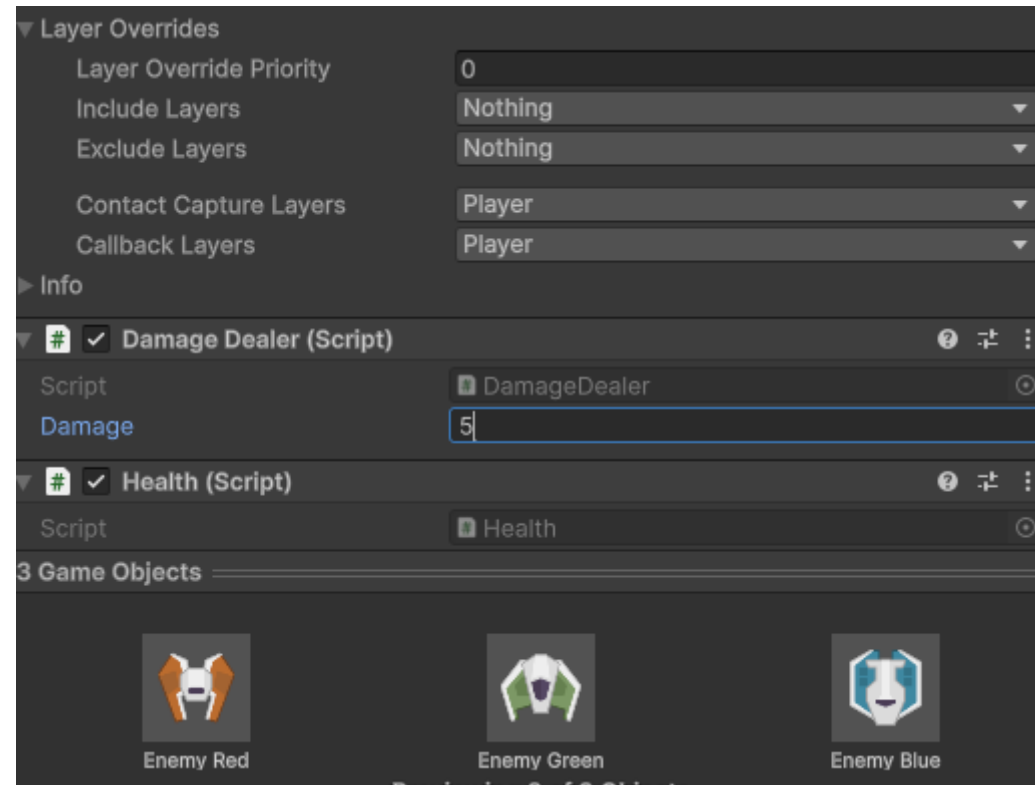 Layer Overrides
Layer Override Priority 0
Include Layers Nothing
Exclude Layers Nothing
Contact Capture Layers Player
Callback Layers Player
Info
# Damage Dealer (Script)
Script DamageDealer
Damage 5
# Health (Script)
Script Health
3 Game Objects
Enemy Red Enemy Green Enemy Blue